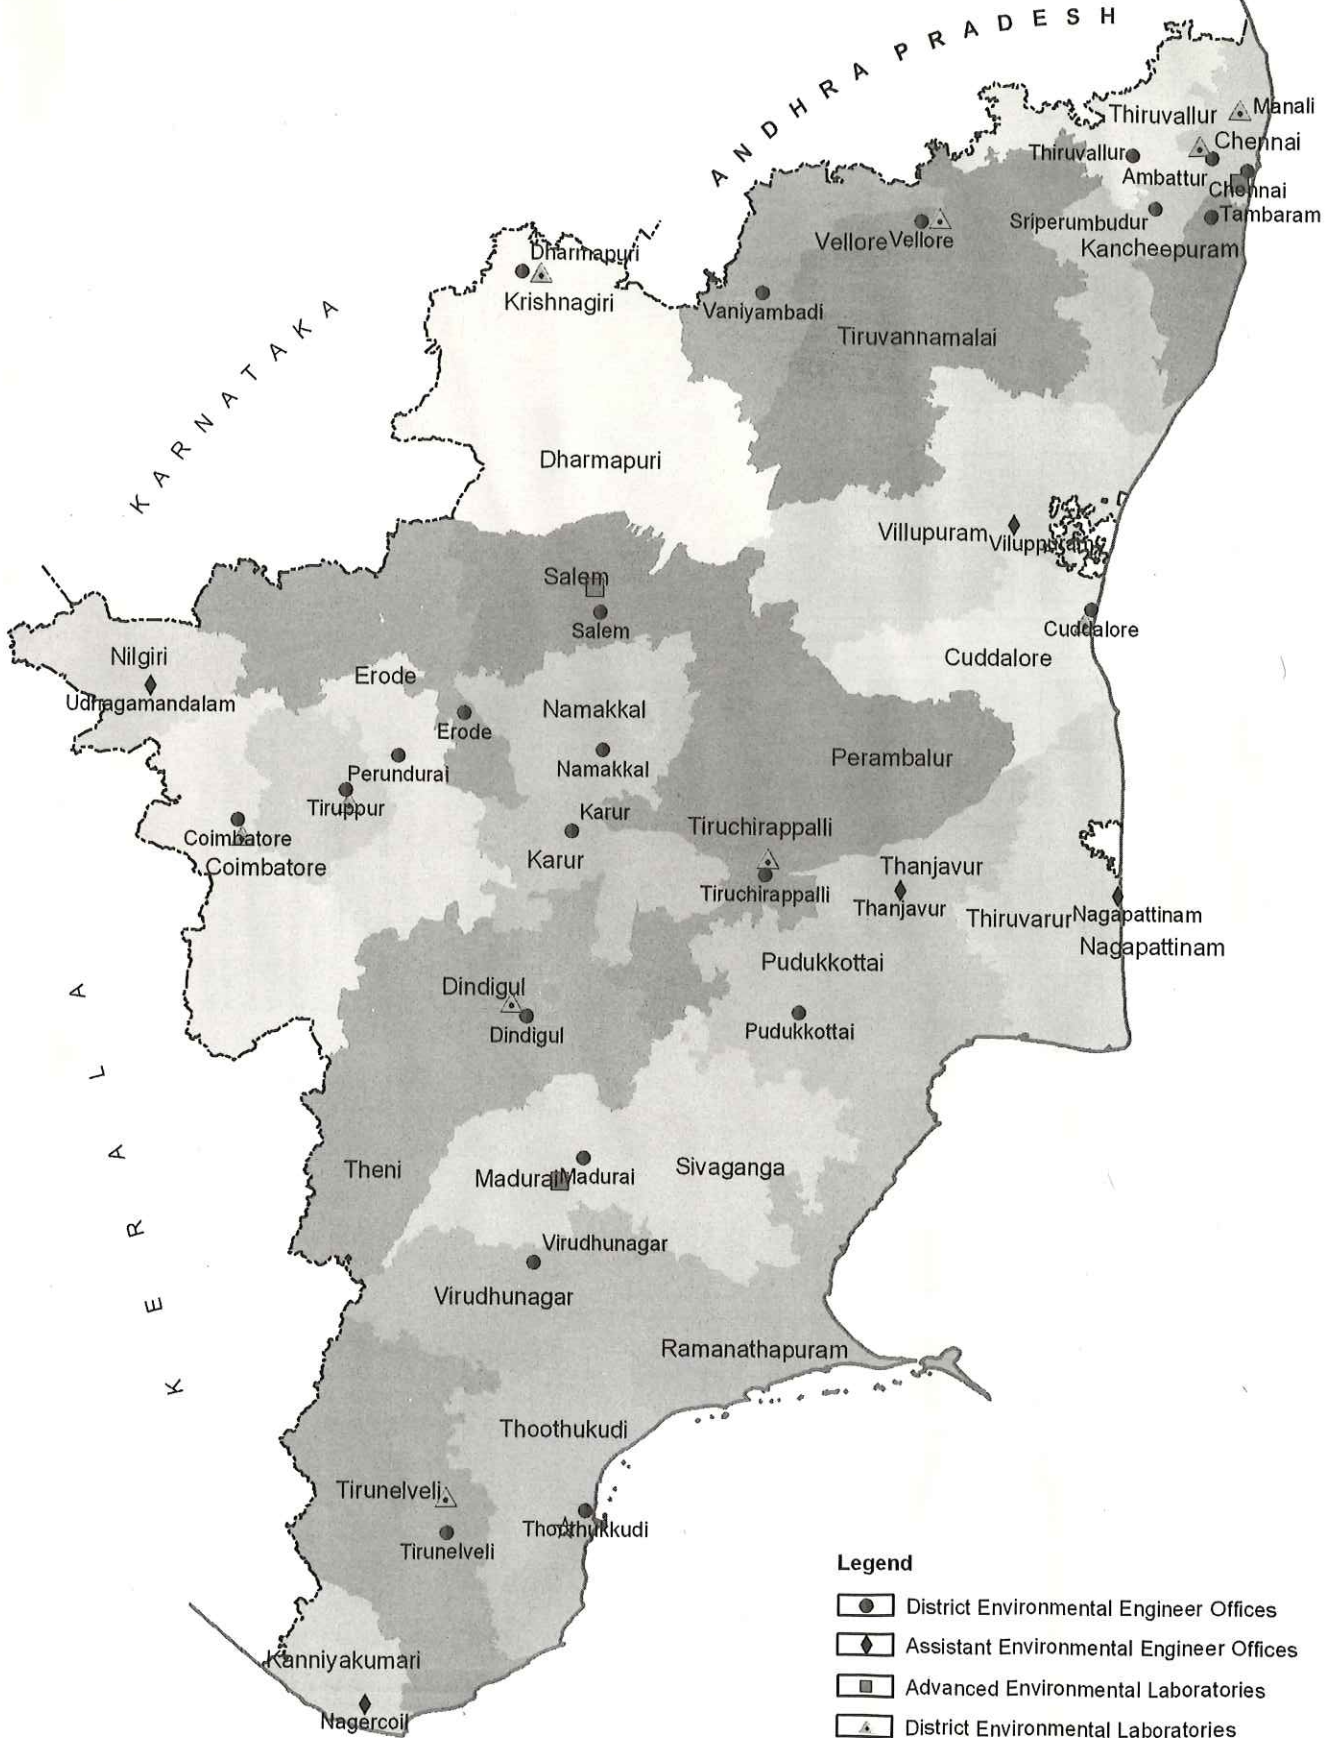 ANDHRA PRADESH
Thiruvallur
Manali
Chennai
Thiruvallur
Ambattur
Chennai
Tambaram
Sriperumbudur
Kancheepuram
Vellore
Vellore
Dharmapuri
Krishnagiri
Vaniyambadi
Tiruvannamalai
KARNATAKA
Dharmapuri
Villupuram
Viluppuram
Salem
Salem
Cuddalore
Cuddalore
Nilgiri
Udhagamandalam
Erode
Erode
Namakkal
Namakkal
Perambalur
Perundurai
Tiruppur
Karur
Karur
Coimbatore
Coimbatore
Tiruchirappalli
Tiruchirappalli
Thanjavur
Thanjavur
Thiruvarur
Nagapattinam
Nagapattinam
Pudukkottai
Pudukkottai
Dindigul
Dindigul
KERALA
Theni
Madurai
Madurai
Sivaganga
Virudhunagar
Virudhunagar
Ramanathapuram
Thoothukudi
Tirunelveli
Tirunelveli
Thoothukkudi
Kanniyakumari
Nagercoil
Legend
District Environmental Engineer Offices
Assistant Environmental Engineer Offices
Advanced Environmental Laboratories
District Environmental Laboratories